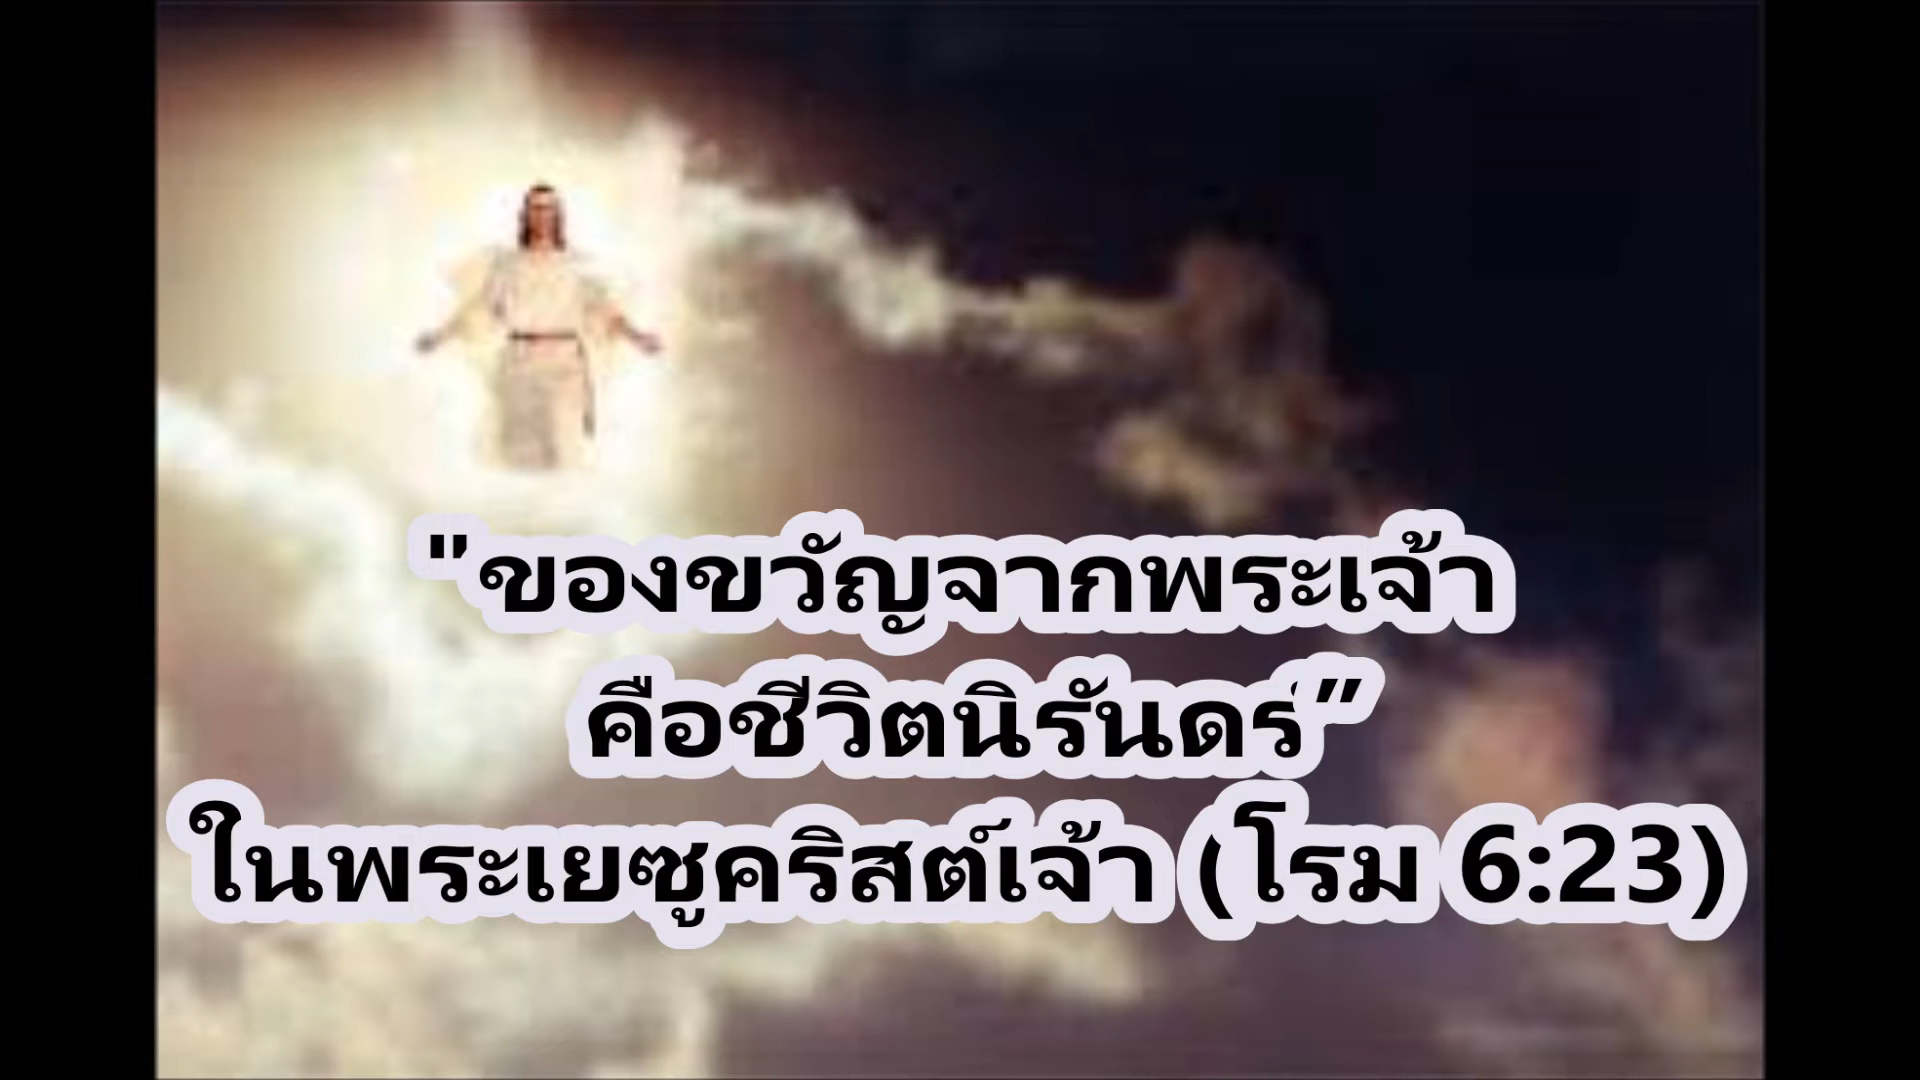 "ของขวัญจากพระเจ้า
คือชีวิตนิรันดร์”
ในพระเยซูคริสต์เจ้า (โรม 6:23)